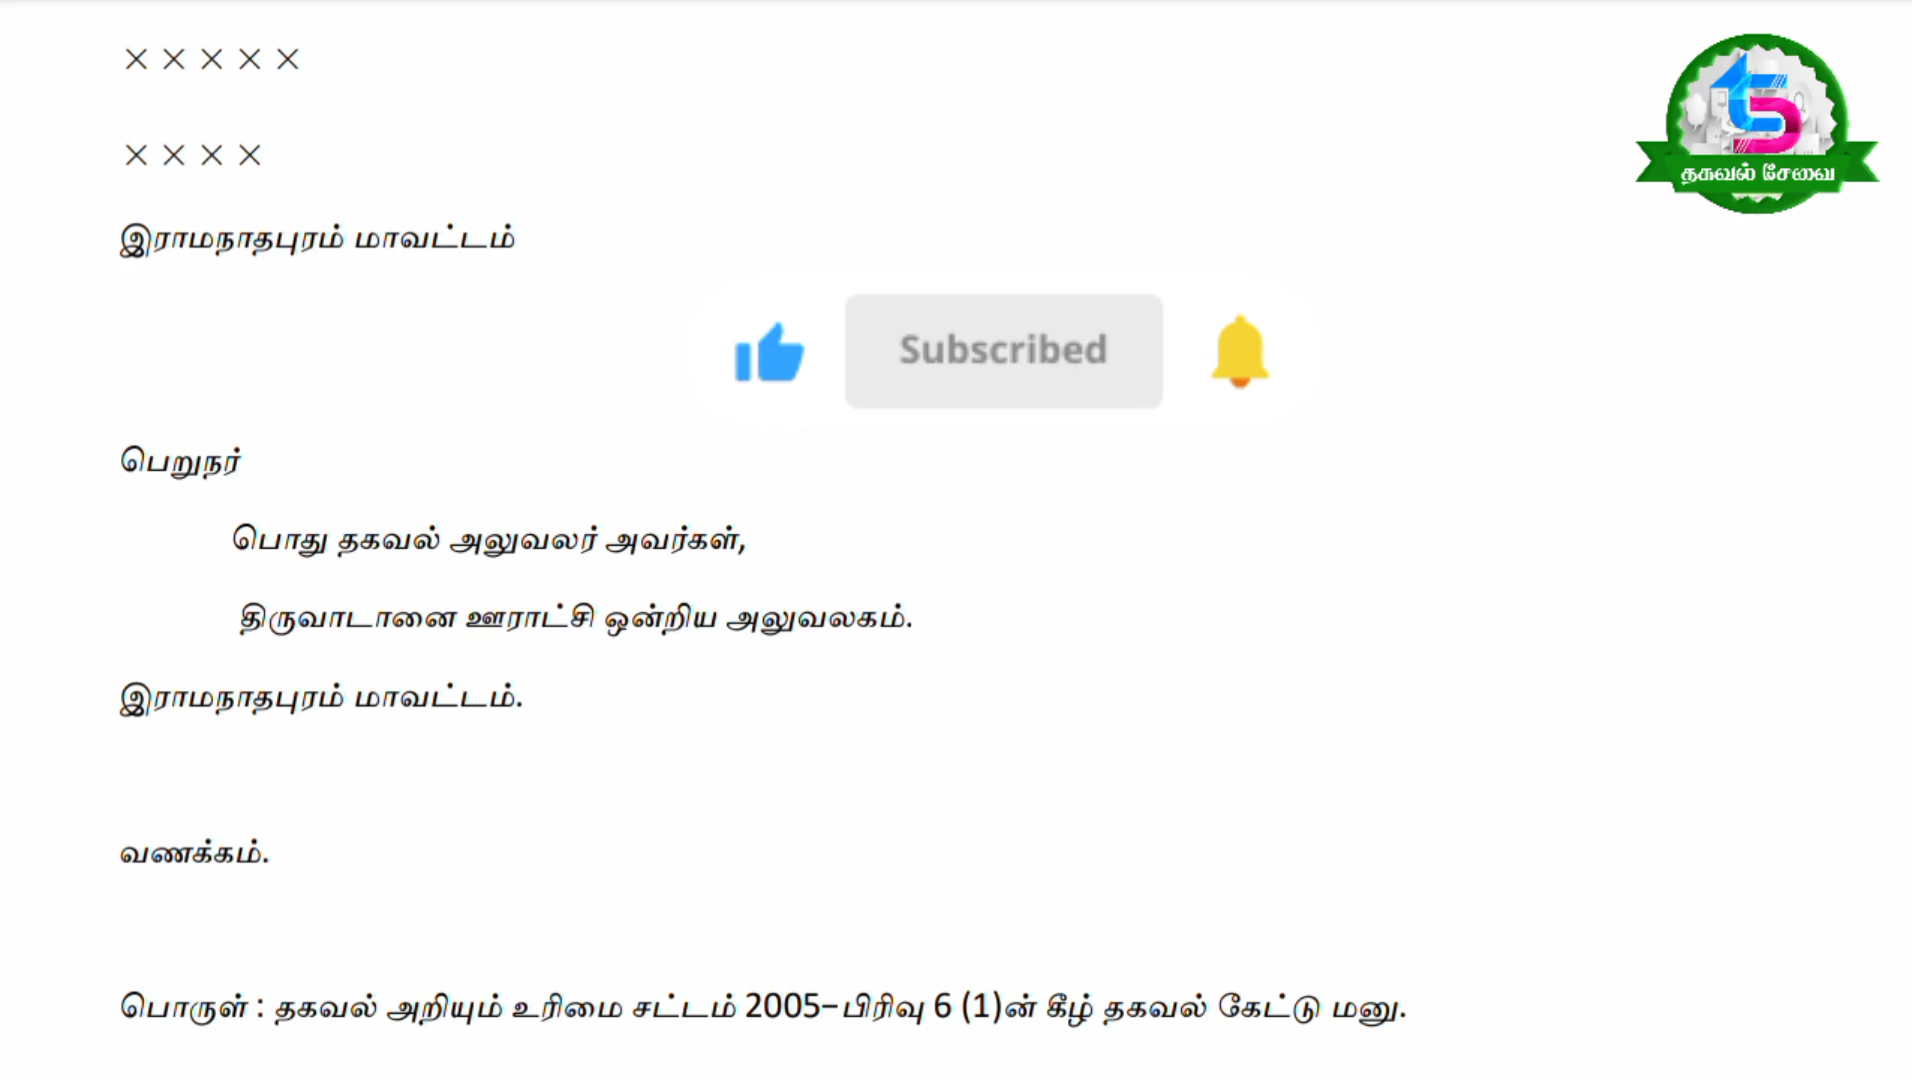 ×××××
××××
இராமநாதபுரம் மாவட்டம்
தகவல் சேவை
Subscribed
பெறுநர்
பொது தகவல் அலுவலர் அவர்கள்,
திருவாடானை ஊராட்சி ஒன்றிய அலுவலகம்.
இராமநாதபுரம் மாவட்டம்.
வணக்கம்.
பொருள் : தகவல் அறியும் உரிமை சட்டம் 2005–பிரிவு 6 (1)ன் கீழ் தகவல் கேட்டு மனு.